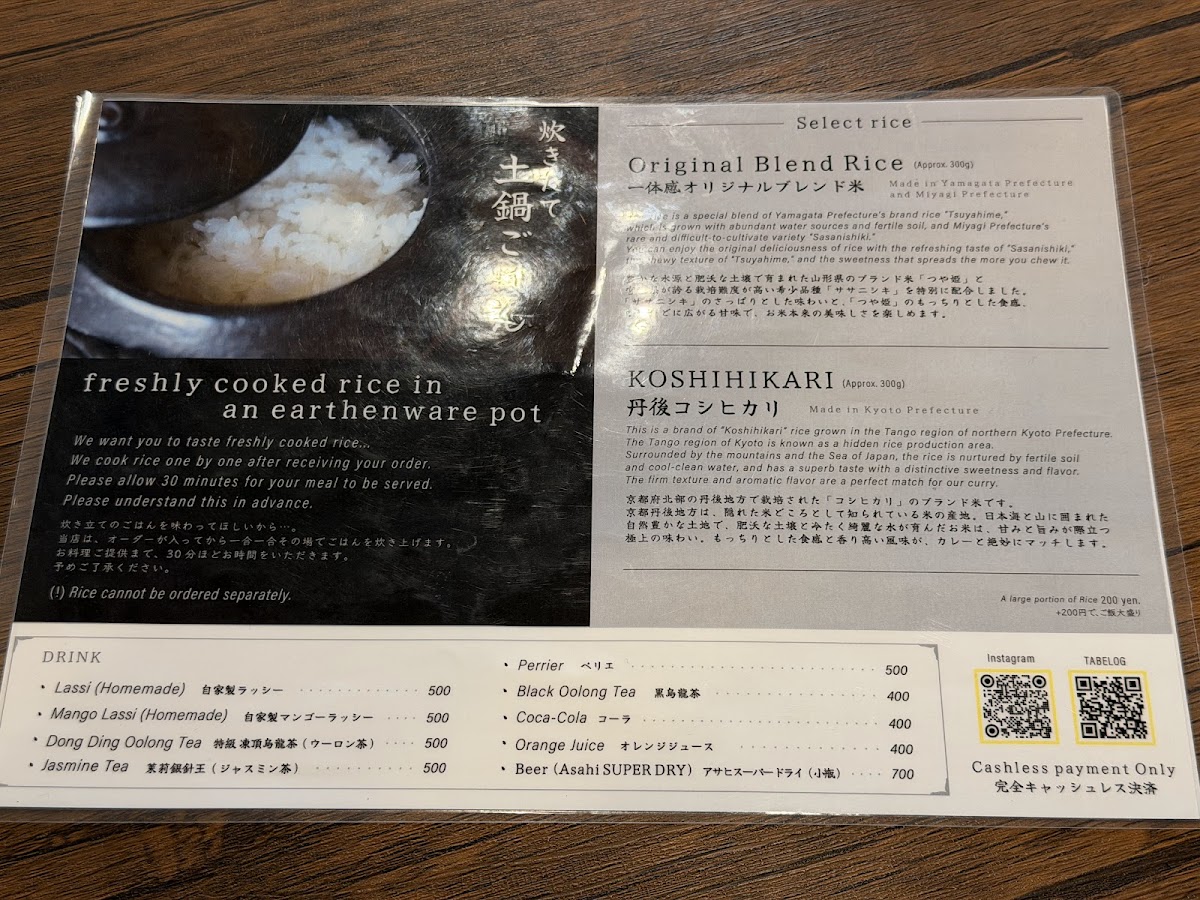 炊きたて
土鍋ご
freshly cooked rice in
an earthenware pot
We want you to taste freshly cooked rice...
We cook rice one by one after receiving your order.
Please allow 30 minutes for your meal to be served.
Please understand this in advance.
炊き立てのごはんを味わってほしいから…。
当店は、オーダーが入ってから一合一合その場でごはんを炊き上げます。
お料理ご提供まで、30分ほどお時間をいただきます。
予めご了承ください。
(!) Rice cannot be ordered separately.
Select rice
Original Blend Rice (Approx. 300g)
一体感オリジナルブレンド米 Made in Yamagata Prefecture
and Miyagi Prefecture
rice is a special blend of Yamagata Prefecture's brand rice "Tsuyahime,"
which is grown with abundant water sources and fertile soil, and Miyagi Prefecture's
rare and difficult-to-cultivate variety "Sasanishiki."
You can enjoy the original deliciousness of rice with the refreshing taste of "Sasanishiki,"
the chewy texture of "Tsuyahime," and the sweetness that spreads the more you chew it.
な水源と肥沃な土壌で育まれた山形県のブランド米「つや姫」と
が誇る栽培難度が高い希少品種「ササニシキ」を特別に配合しました。
「ササニシキ」のさっぱりとした味わいと、「つや姫」のもっちりとした食感、
ほどに広がる甘味で、お米本来の美味しさを楽しめます。
KOSHIHIKARI (Approx. 300g)
丹後コシヒカリ Made in Kyoto Prefecture
This is a brand of "Koshihikari" rice grown in the Tango region of northern Kyoto Prefecture.
The Tango region of Kyoto is known as a hidden rice production area.
Surrounded by the mountains and the Sea of Japan, the rice is nurtured by fertile soil
and cool-clean water, and has a superb taste with a distinctive sweetness and flavor.
The firm texture and aromatic flavor are a perfect match for our curry.
京都府北部の丹後地方で栽培された「コシヒカリ」のブランド米です。
京都丹後地方は、隠れた米どころとして知られている米の産地。日本海と山に囲まれた
自然豊かな土地で、肥沃な土壌と冷たく綺麗な水が育んだお米は、甘みと旨みが際立つ
極上の味わい。もっちりとした食感と香り高い風味が、カレーと絶妙にマッチします。
A large portion of Rice 200 yen.
+200円で、ご飯大盛り
DRINK
・ Lassi (Homemade) 自家製ラッシー 500
・ Mango Lassi (Homemade) 自家製マンゴーラッシー 500
・ Dong Ding Oolong Tea 特級 凍頂烏龍茶(ウーロン茶) 500
・ Jasmine Tea 茉莉銀針王(ジャスミン茶) 500
・ Perrier ペリエ 500
・ Black Oolong Tea 黒烏龍茶 400
・ Coca-Cola コーラ 400
・ Orange Juice オレンジジュース 400
・ Beer (Asahi SUPER DRY) アサヒスーパードライ(小瓶) 700
Instagram
TABELOG
Cashless payment Only
完全キャッシュレス決済